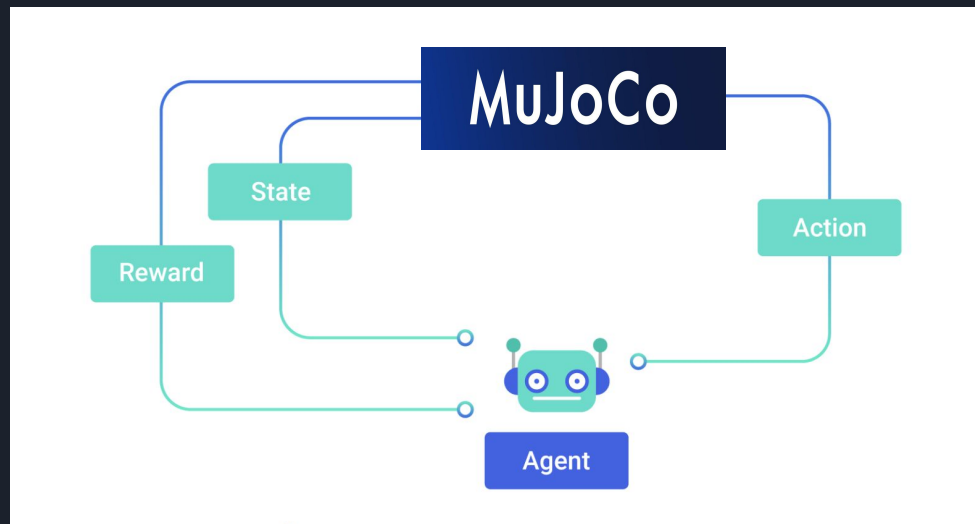 MuJoCo
State
Action
Reward
Agent